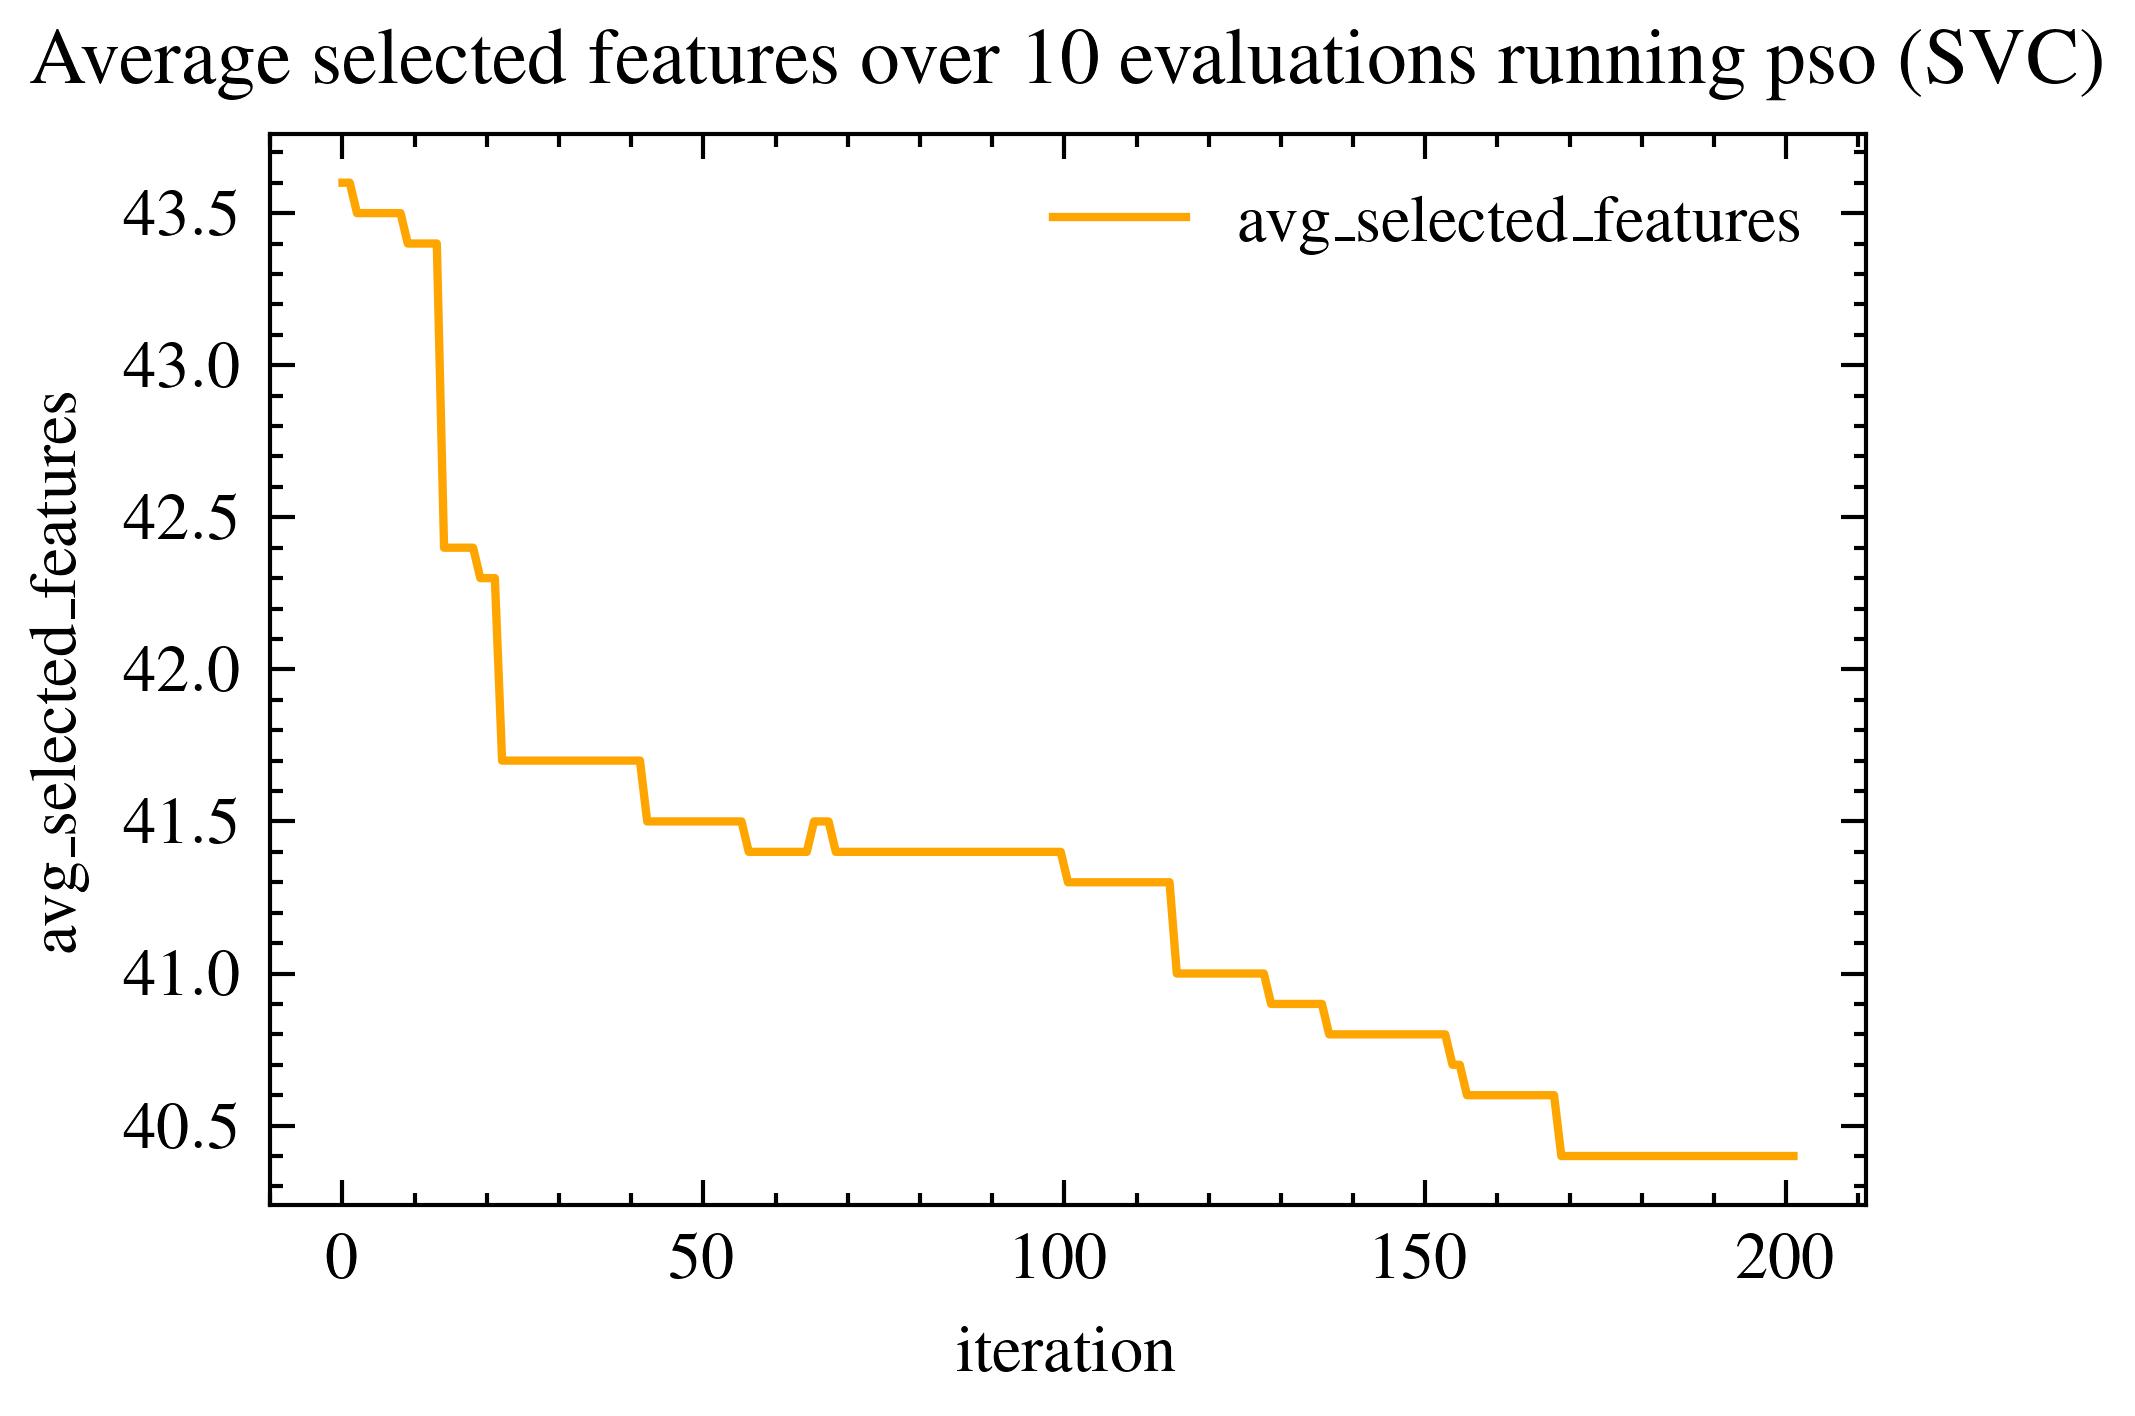 Average selected features over 10 evaluations running pso (SVC)
avg_selected_features
43.5
43.0
42.5
42.0
41.5
41.0
40.5
avg_selected_features
0 50 100 150 200
iteration